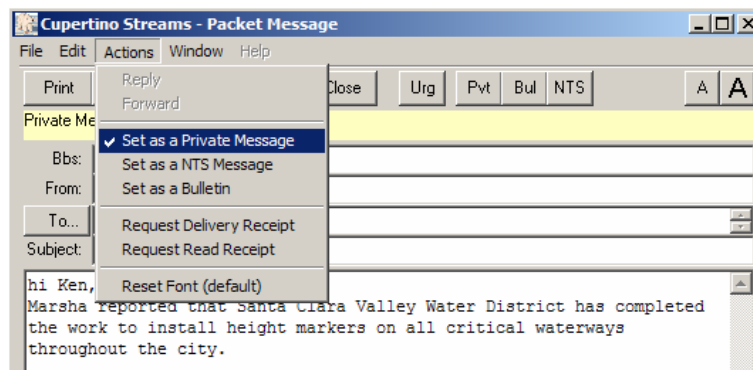 Cupertino Streams - Packet Message
File Edit Actions Window Help
Print Close Urg Pvt Bul NTS A A
Reply
Forward
Private Me
✓ Set as a Private Message
Bbs:
Set as a NTS Message
From:
Set as a Bulletin
To...
Request Delivery Receipt
Subject:
Request Read Receipt
Reset Font (default)
hi Ken,
Marsha reported that Santa Clara Valley Water District has completed
the work to install height markers on all critical waterways
throughout the city.